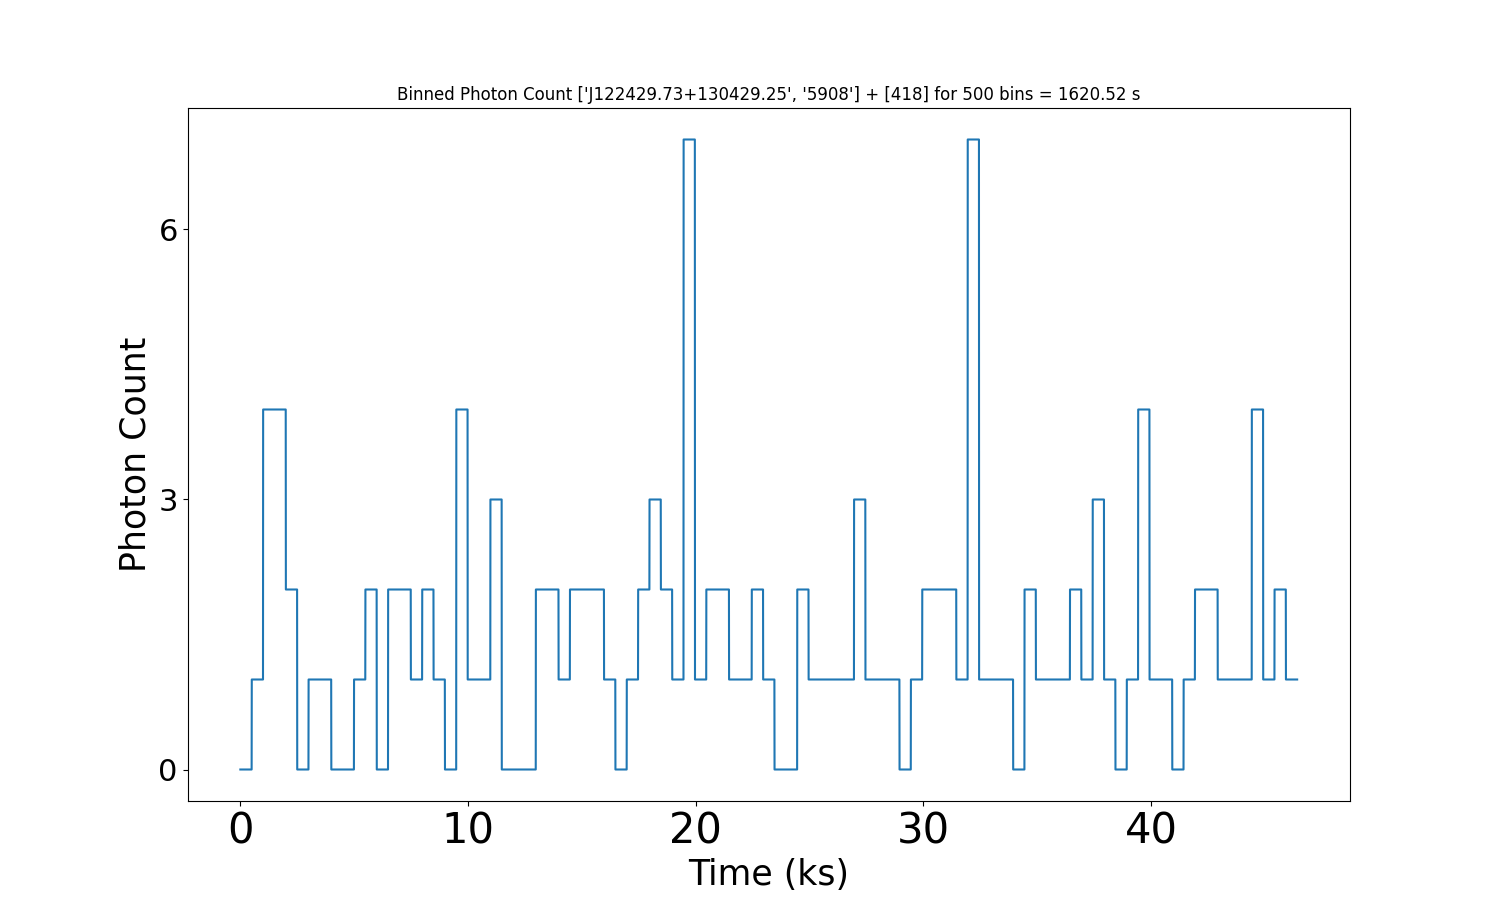 Binned Photon Count ['J122429.73+130429.25', '5908'] + [418] for 500 bins = 1620.52 s
6
3
0
Photon Count
0 10 20 30 40
Time (ks)